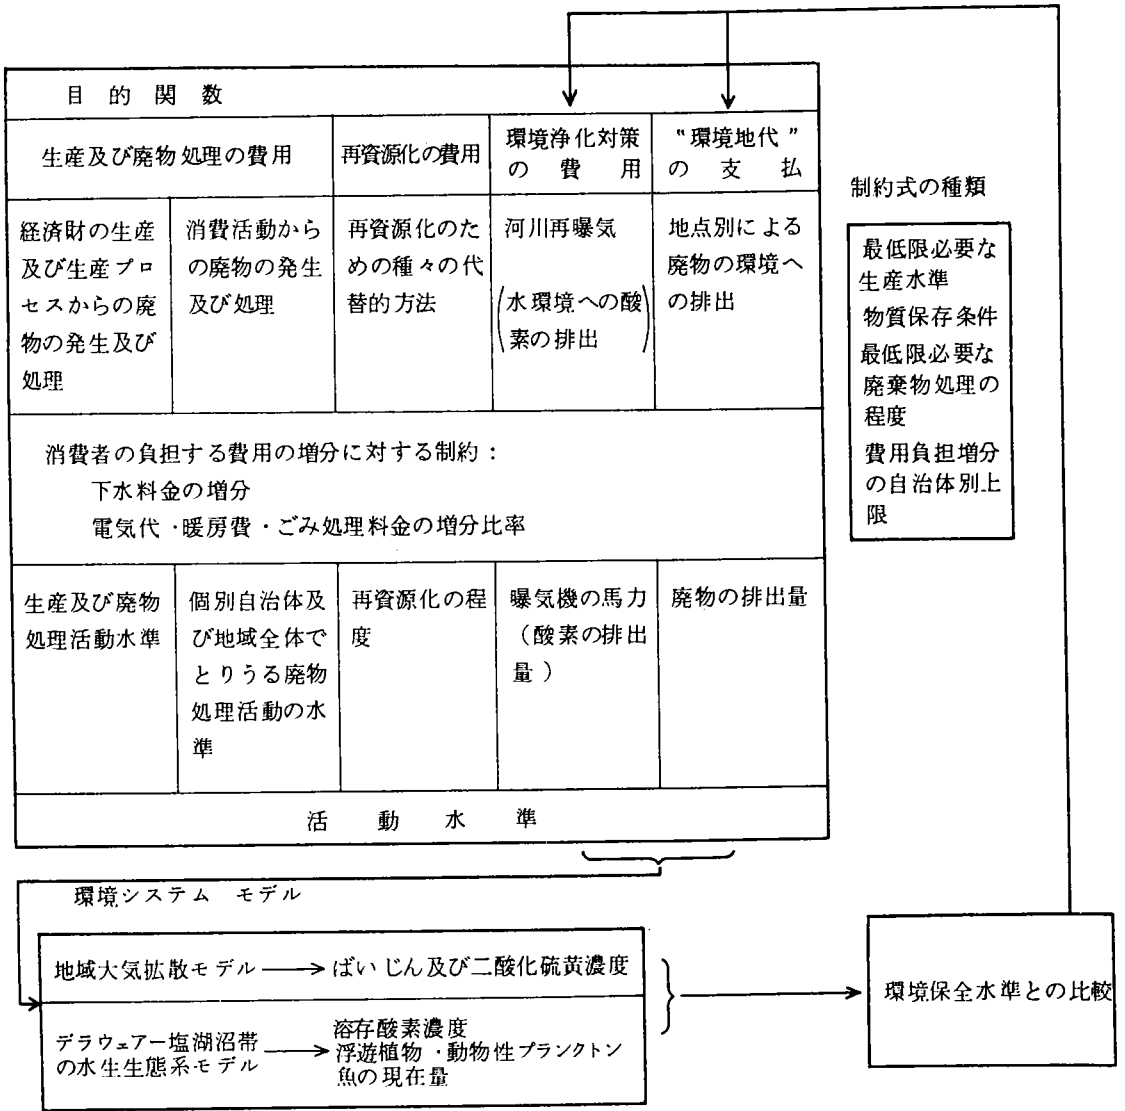 目的関数
生産及び廃物処理の費用
再資源化の費用
環境浄化対策
の費用
“環境地代”
の支払
経済財の生産
及び生産プロ
セスからの廃
物の発生及び
処理
消費活動から
の廃物の発生
及び処理
再資源化のた
めの種々の代
替的方法
河川再曝気
(水環境への酸
素の排出)
地点別による
廃物の環境へ
の排出
消費者の負担する費用の増分に対する制約：
下水料金の増分
電気代・暖房費・ごみ処理料金の増分比率
生産及び廃物
処理活動水準
個別自治体及
び地域全体で
とりうる廃物
処理活動の水
準
再資源化の程
度
曝気機の馬力
（酸素の排出
量）
廃物の排出量
活動水準
制約式の種類
最低限必要な
生産水準
物質保存条件
最低限必要な
廃棄物処理の
程度
費用負担増分
の自治体別上
限
環境システム モデル
地域大気拡散モデル
ばいじん及び二酸化硫黄濃度
デラウェアー塩湖沼帯
の水生生態系モデル
溶存酸素濃度
浮遊植物・動物性プランクトン
魚の現在量
環境保全水準との比較